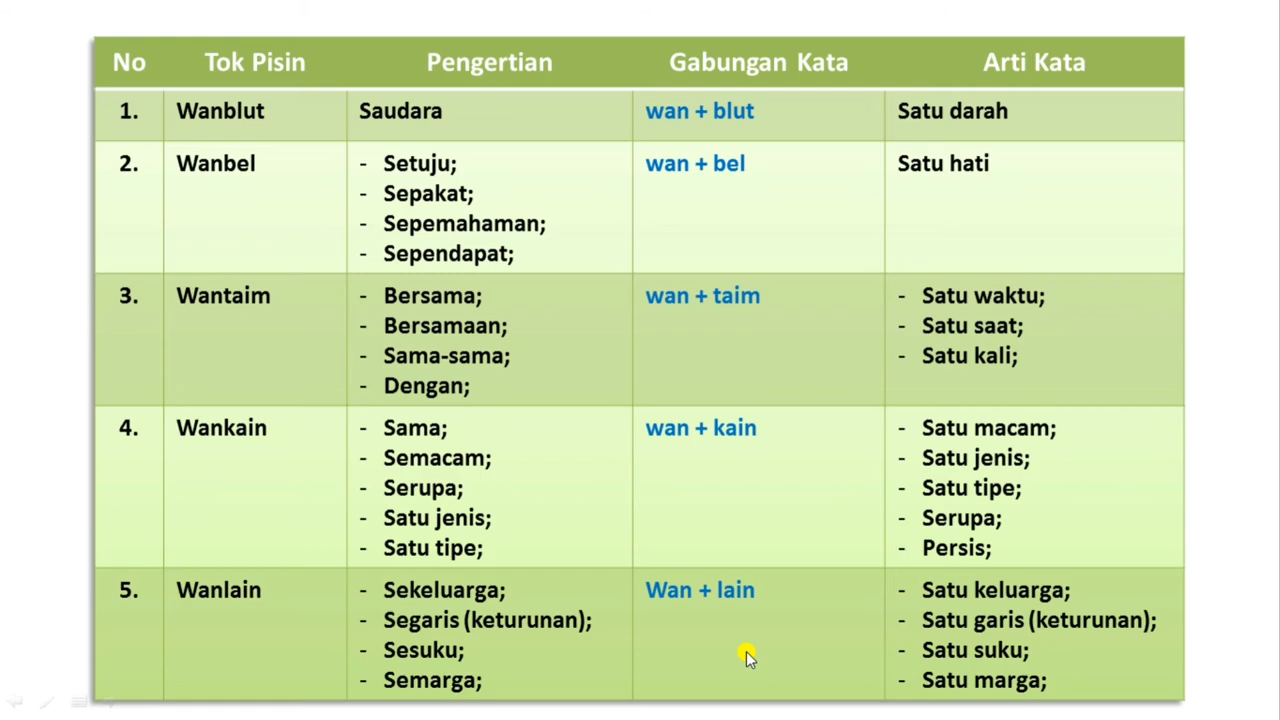 No Tok Pisin Pengertian Gabungan Kata Arti Kata
1. Wanblut Saudara wan + blut Satu darah
2. Wanbel - Setuju; wan + bel Satu hati
- Sepakat;
- Sepemahaman;
- Sependapat;
3. Wantaim - Bersama; wan + taim - Satu waktu;
- Bersamaan; - Satu saat;
- Sama-sama; - Satu kali;
- Dengan;
4. Wankain - Sama; wan + kain - Satu macam;
- Semacam; - Satu jenis;
- Serupa; - Satu tipe;
- Satu jenis; - Serupa;
- Satu tipe; - Persis;
5. Wanlain - Sekeluarga; Wan + lain - Satu keluarga;
- Segaris (keturunan); - Satu garis (keturunan);
- Sesuku; - Satu suku;
- Semarga; - Satu marga;